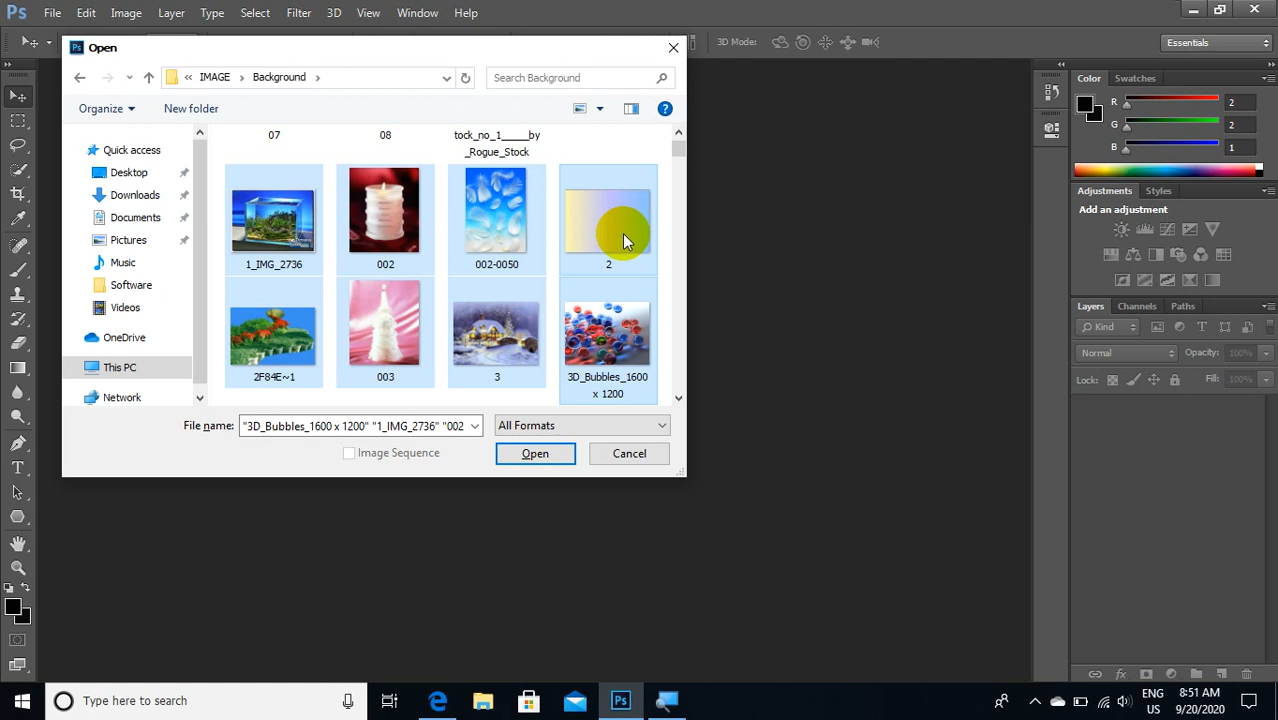 Ps File Edit Image Layer Type Select Filter 3D View Window Help
3D Mode:
Essentials
Ps Open
« IMAGE > Background >
Search Background
Organize
New folder
Quick access
Desktop
Downloads
Documents
Pictures
Music
Software
Videos
OneDrive
This PC
Network
07
08
tock_no_1_____by
_Rogue_Stock
1_IMG_2736
002
002-0050
2
2F84E~1
003
3
3D_Bubbles_1600
x 1200
File name:
"3D_Bubbles_1600 x 1200" "1_IMG_2736" "002
All Formats
Image Sequence
Open
Cancel
Color
Swatches
R 2
G 2
B 1
Adjustments
Styles
Add an adjustment
Layers
Channels
Paths
Kind
Normal
Opacity: 100%
Lock:
Fill: 100%
Type here to search
Ps
ENG
US
8:51 AM
9/20/2020